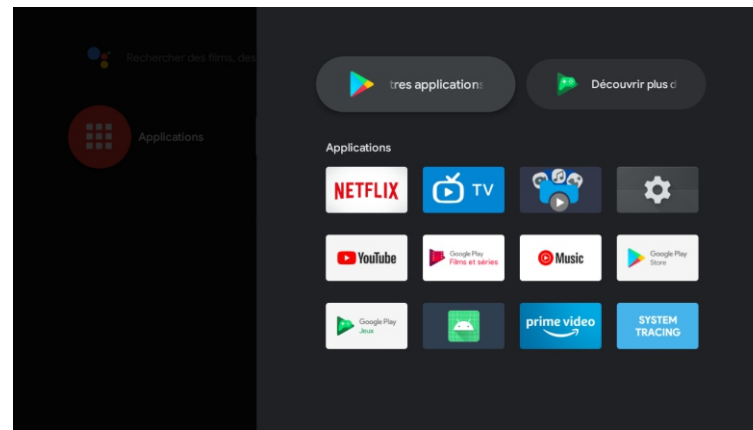 Rechercher des films, des
Applications
tres applications
Découvrir plus d
Applications
NETFLIX
TV
YouTube
Google Play
Films et séries
Music
Google Play
Store
Google Play
Jeux
prime video
SYSTEM
TRACING